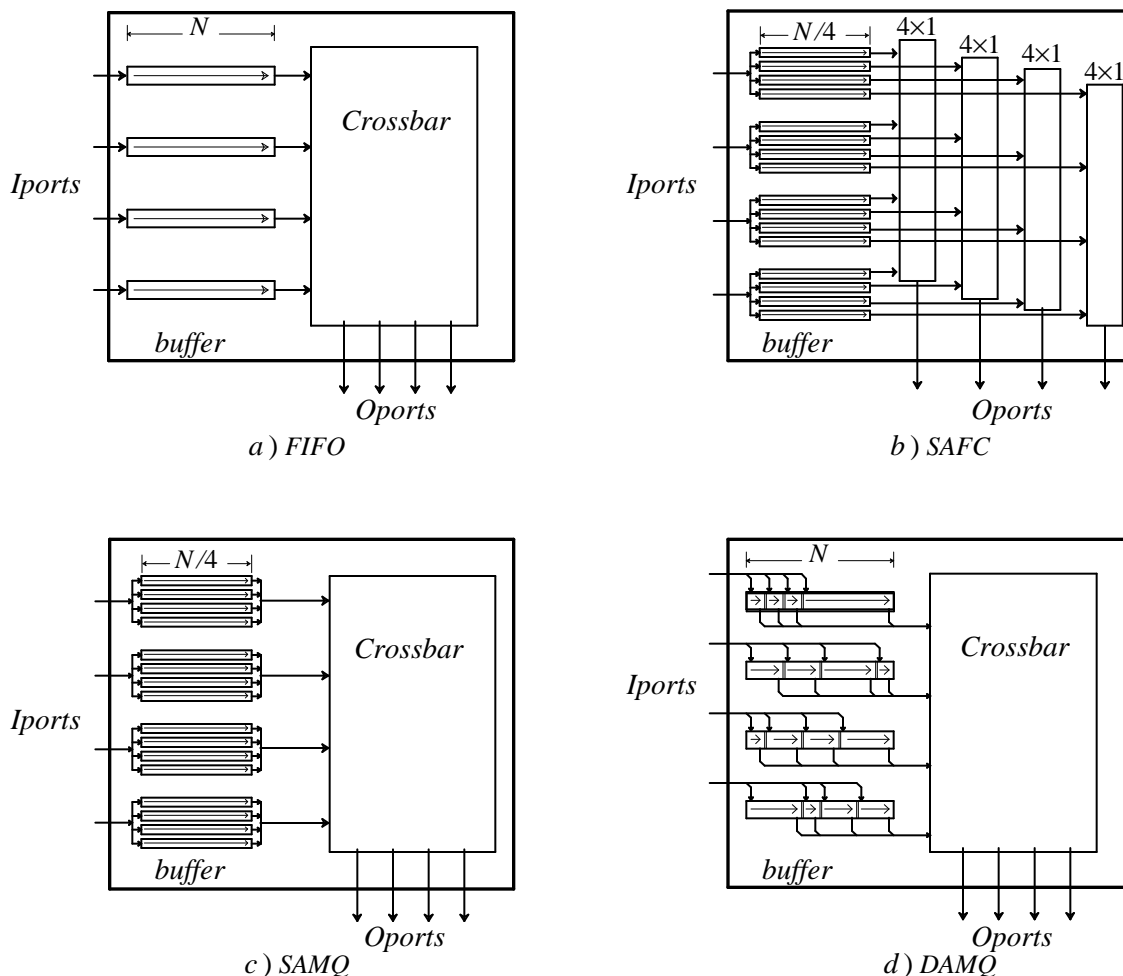 N
Crossbar
Iports
buffer
Oports
a ) FIFO
N/4
4×1
4×1
4×1
4×1
Iports
buffer
Oports
b ) SAFC
N/4
Crossbar
Iports
buffer
Oports
c ) SAMQ
N
Crossbar
Iports
buffer
Oports
d ) DAMQ